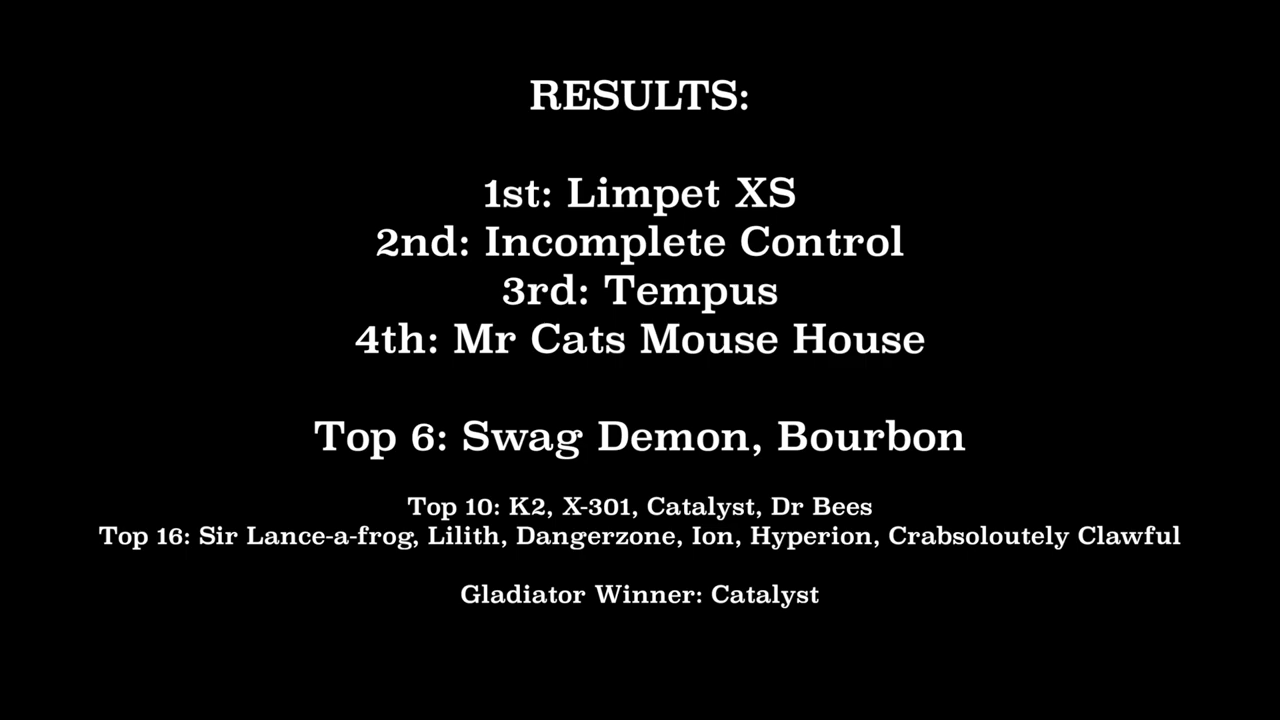 RESULTS:
1st: Limpet XS
2nd: Incomplete Control
3rd: Tempus
4th: Mr Cats Mouse House
Top 6: Swag Demon, Bourbon
Top 10: K2, X-301, Catalyst, Dr Bees
Top 16: Sir Lance-a-frog, Lilith, Dangerzone, Ion, Hyperion, Crabsoloutely Clawful
Gladiator Winner: Catalyst